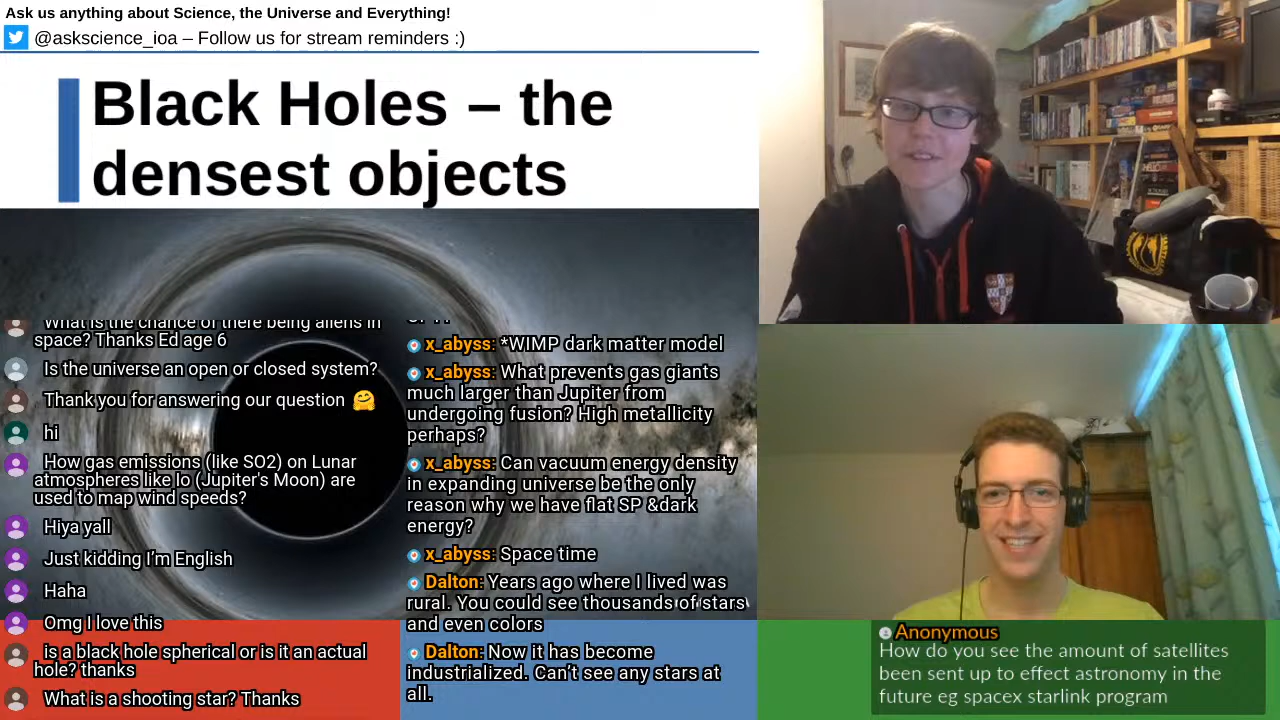 Ask us anything about Science, the Universe and Everything!
@askscience_ioa – Follow us for stream reminders :)
Black Holes – the
densest objects
What is the chance of there being aliens in
space? Thanks Ed age 6
Is the universe an open or closed system?
Thank you for answering our question 🤗
hi
How gas emissions (like SO2) on Lunar
atmospheres like Io (Jupiter's Moon) are
used to map wind speeds?
Hiya yall
Just kidding I'm English
Haha
Omg I love this
is a black hole spherical or is it an actual
hole? thanks
What is a shooting star? Thanks
x_abyss: *WIMP dark matter model
x_abyss: What prevents gas giants
much larger than Jupiter from
undergoing fusion? High metallicity
perhaps?
x_abyss: Can vacuum energy density
in expanding universe be the only
reason why we have flat SP &dark
energy?
x_abyss: Space time
Dalton: Years ago where I lived was
rural. You could see thousands of stars
and even colors
Dalton: Now it has become
industrialized. Can't see any stars at
all.
Anonymous
How do you see the amount of satellites
been sent up to effect astronomy in the
future eg spacex starlink program